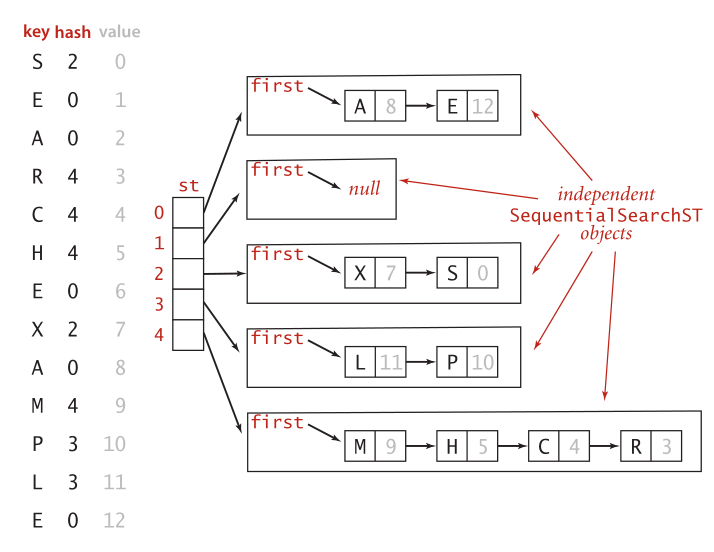 key hash value
S 2 0
E 0 1
A 0 2
R 4 3
C 4 4
H 4 5
E 0 6
X 2 7
A 0 8
M 4 9
P 3 10
L 3 11
E 0 12
st
0
1
2
3
4
first
A 8 E 12
first
null
first
X 7 S 0
first
L 11 P 10
first
M 9 H 5 C 4 R 3
independent
SequentialSearchST
objects